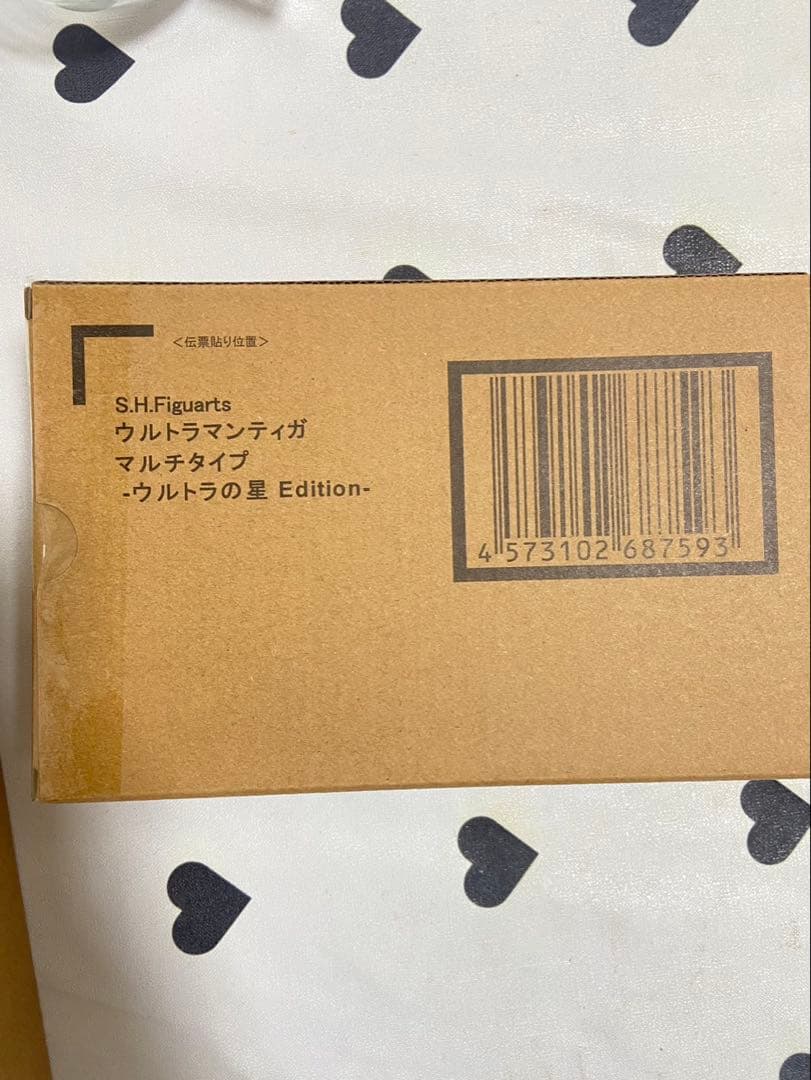 ＜伝票貼り位置＞
S.H.Figuarts
ウルトラマンティガ
マルチタイプ
-ウルトラの星 Edition-
4 573102 687593